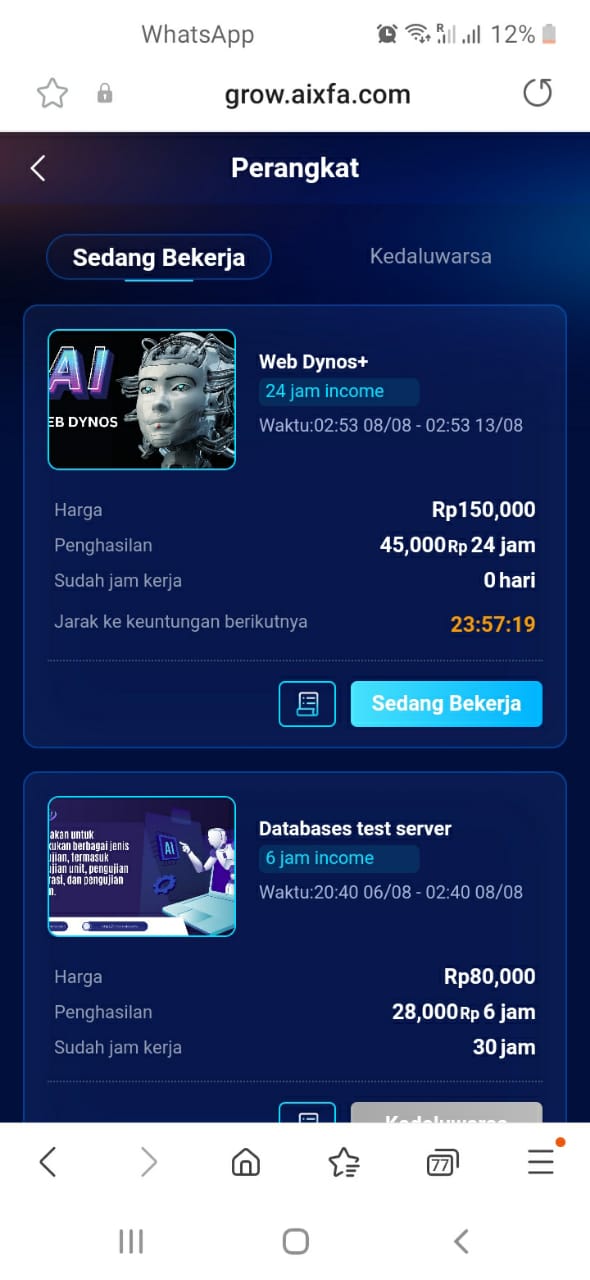 WhatsApp
R
12%
grow.aixfa.com
Perangkat
Sedang Bekerja
Kedaluwarsa
AI
EB DYNOS
Web Dynos+
24 jam income
Waktu:02:53 08/08 - 02:53 13/08
Harga
Rp150,000
Penghasilan
45,000Rp 24 jam
Sudah jam kerja
0 hari
Jarak ke keuntungan berikutnya
23:57:19
Sedang Bekerja
akan untuk
ukan berbagai jenis
ujian, termasuk
jian unit, pengujian
rasi, dan pengujian
AI
Databases test server
6 jam income
Waktu:20:40 06/08 - 02:40 08/08
Harga
Rp80,000
Penghasilan
28,000Rp 6 jam
Sudah jam kerja
30 jam
Kedaluwarsa
77